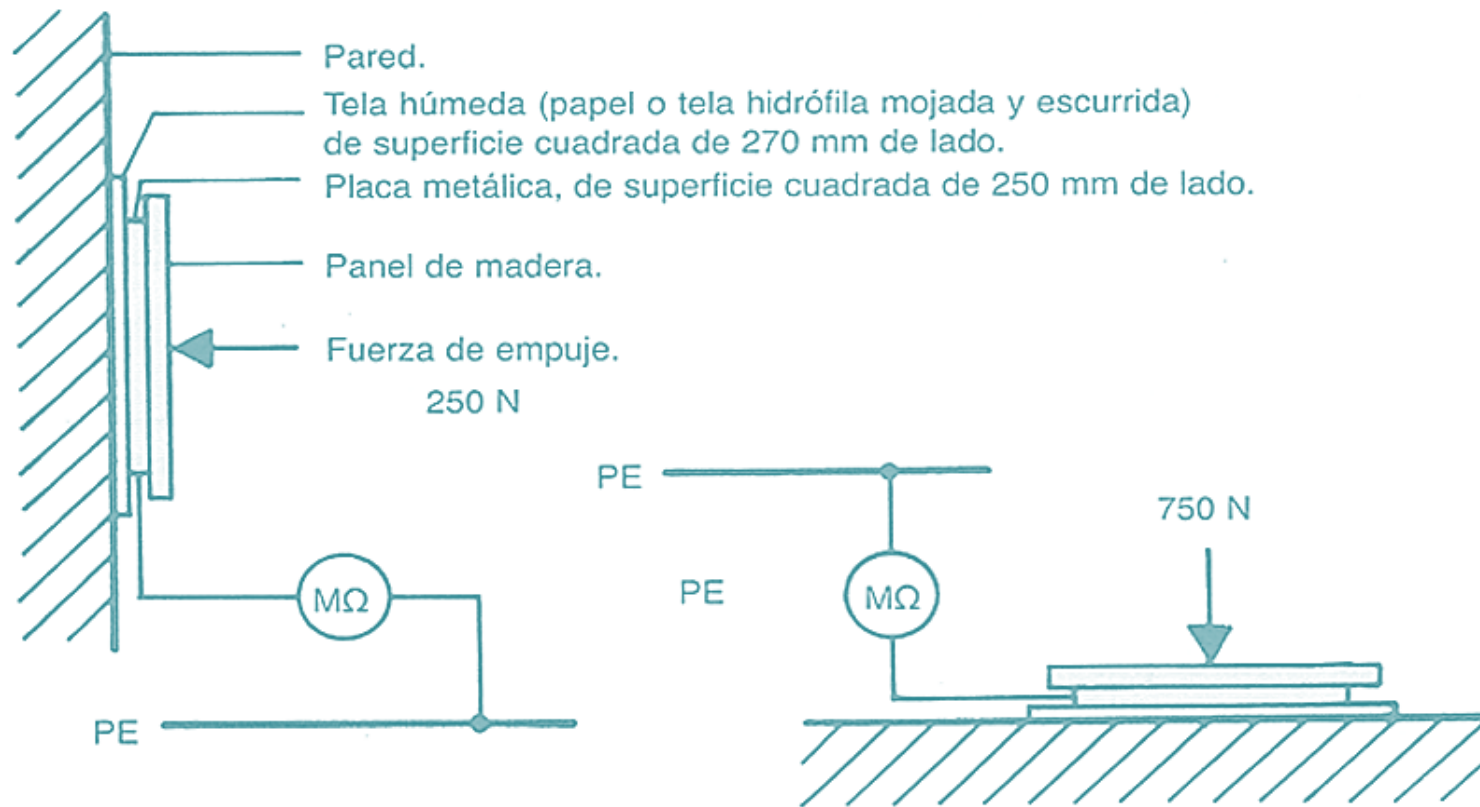 Pared.
Tela húmeda (papel o tela hidrófila mojada y escurrida)
de superficie cuadrada de 270 mm de lado.
Placa metálica, de superficie cuadrada de 250 mm de lado.
Panel de madera.
Fuerza de empuje.
250 N
MΩ
PE
PE
PE
MΩ
750 N